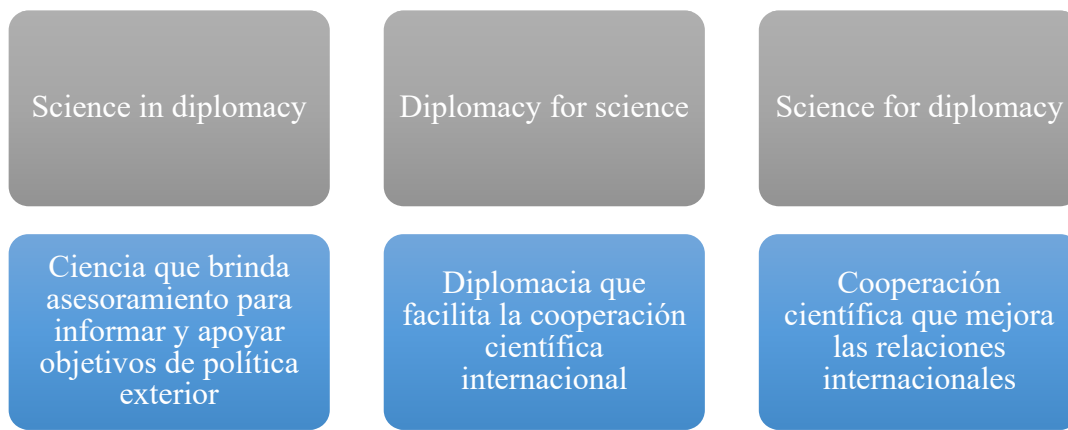 Science in diplomacy
Diplomacy for science
Science for diplomacy
Ciencia que brinda
asesoramiento para
informar y apoyar
objetivos de política
exterior
Diplomacia que
facilita la cooperación
científica
internacional
Cooperación
científica que mejora
las relaciones
internacionales